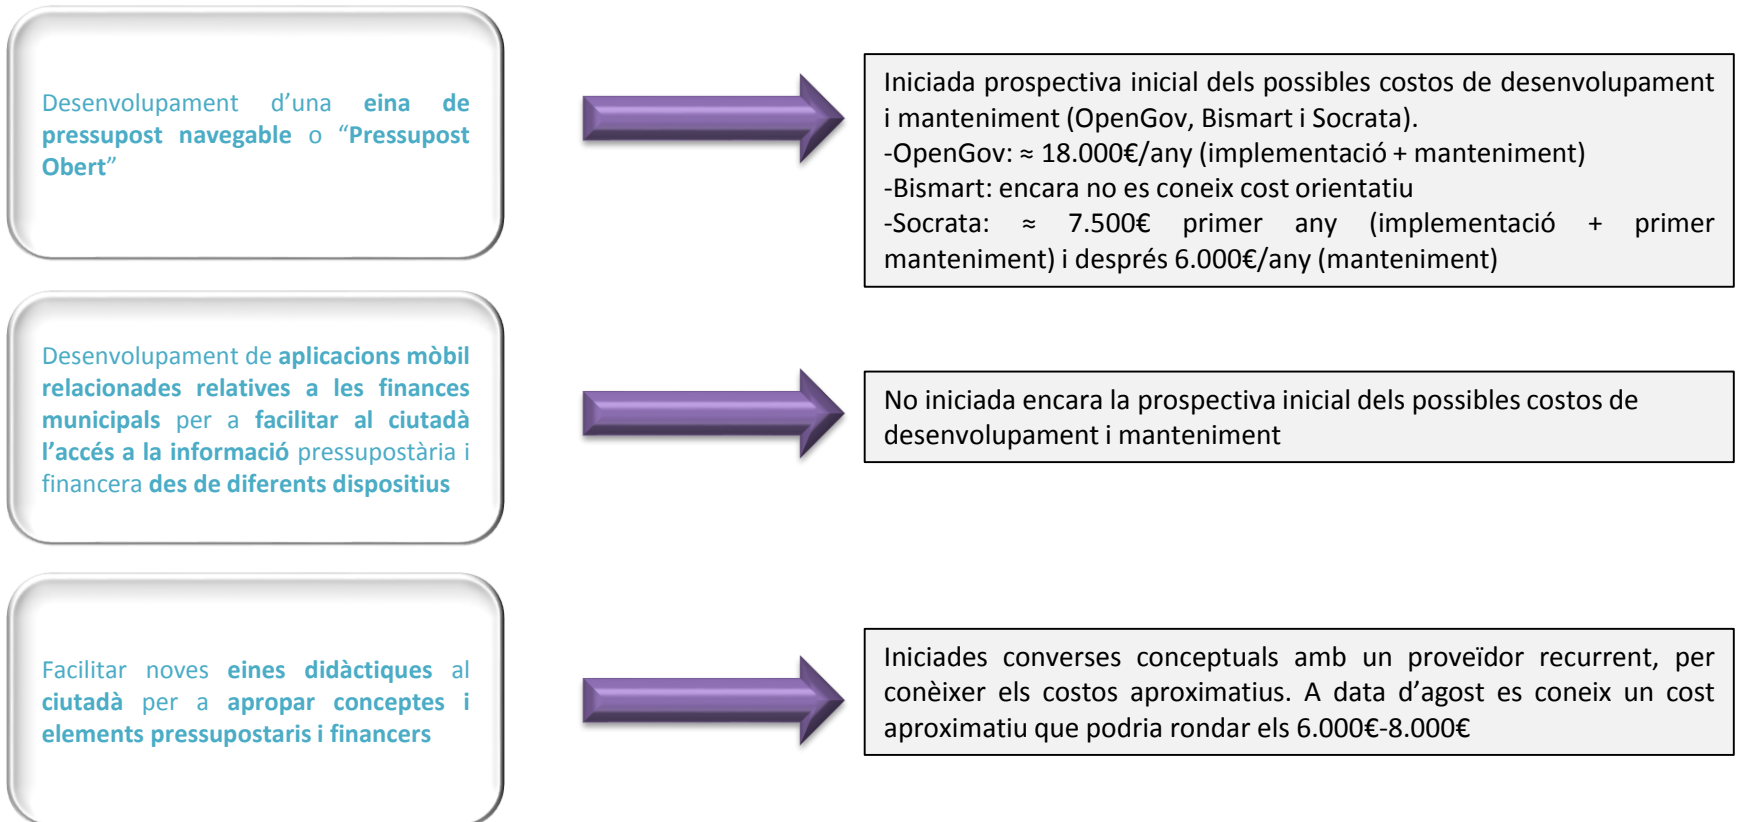 Desenvolupament d’una eina de
pressupost navegable o “Pressupost
Obert”
Iniciada prospectiva inicial dels possibles costos de desenvolupament
i manteniment (OpenGov, Bismart i Socrata).
-OpenGov: ≈ 18.000€/any (implementació + manteniment)
-Bismart: encara no es coneix cost orientatiu
-Socrata: ≈ 7.500€ primer any (implementació + primer
manteniment) i després 6.000€/any (manteniment)
Desenvolupament de aplicacions mòbil
relacionades relatives a les finances
municipals per a facilitar al ciutadà
l’accés a la informació pressupostària i
financera des de diferents dispositius
No iniciada encara la prospectiva inicial dels possibles costos de
desenvolupament i manteniment
Facilitar noves eines didàctiques al
ciutadà per a apropar conceptes i
elements pressupostaris i financers
Iniciades converses conceptuals amb un proveïdor recurrent, per
conèixer els costos aproximatius. A data d’agost es coneix un cost
aproximatiu que podria rondar els 6.000€-8.000€